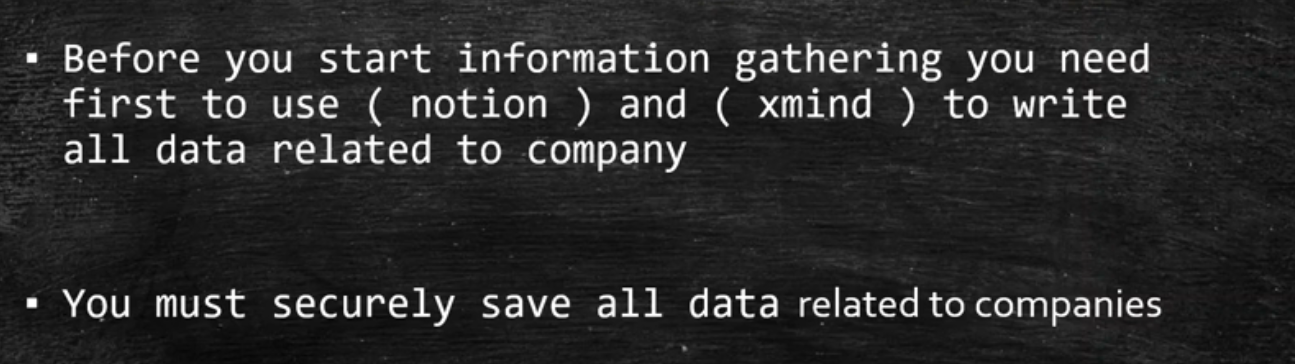 ▪ Before you start information gathering you need
first to use ( notion ) and ( xmind ) to write
all data related to company
▪ You must securely save all data related to companies